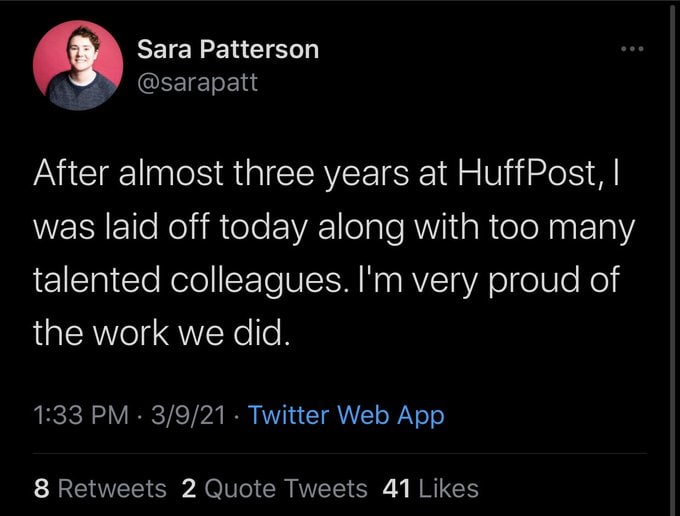 Sara Patterson
@sarapatt
After almost three years at HuffPost, I
was laid off today along with too many
talented colleagues. I'm very proud of
the work we did.
1:33 PM · 3/9/21 · Twitter Web App
8 Retweets 2 Quote Tweets 41 Likes